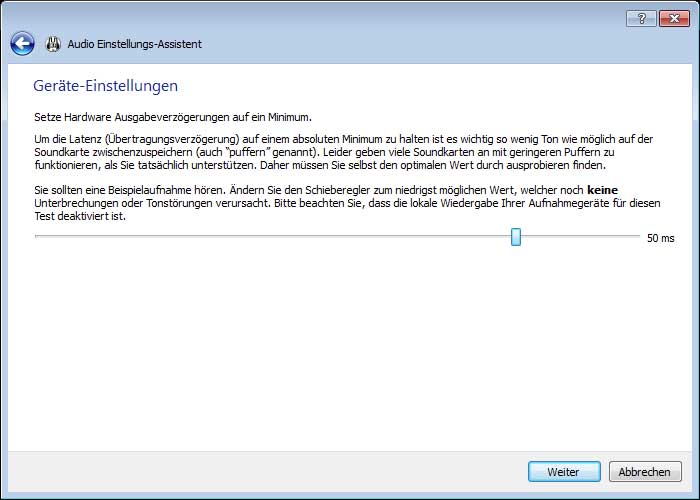 Audio Einstellungs-Assistent
Geräte-Einstellungen
Setze Hardware Ausgabeverzögerungen auf ein Minimum.
Um die Latenz (Übertragungsverzögerung) auf einem absoluten Minimum zu halten ist es wichtig so wenig Ton wie möglich auf der
Soundkarte zwischenzuspeichern (auch "puffern" genannt). Leider geben viele Soundkarten an mit geringeren Puffern zu
funktionieren, als Sie tatsächlich unterstützen. Daher müssen Sie selbst den optimalen Wert durch ausprobieren finden.
Sie sollten eine Beispielaufnahme hören. Ändern Sie den Schieberegler zum niedrigst möglichen Wert, welcher noch keine
Unterbrechungen oder Tonstörungen verursacht. Bitte beachten Sie, dass die lokale Wiedergabe Ihrer Aufnahmegeräte für diesen
Test deaktiviert ist.
50 ms
Weiter
Abbrechen